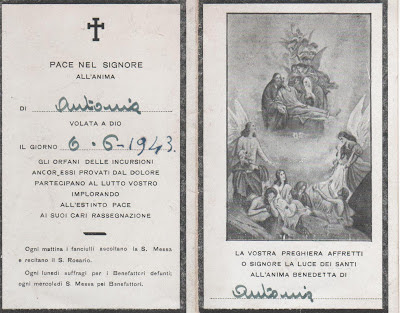 PACE NEL SIGNORE
ALL'ANIMA
DI Antonia
VOLATA A DIO
IL GIORNO 6.6-1943.
GLI ORFANI DELLE INCURSIONI
ANCOR ESSI PROVATI DAL DOLORE
PARTECIPANO AL LUTTO VOSTRO
IMPLORANDO
ALL'ESTINTO PACE
AI SUOI CARI RASSEGNAZIONE
Ogni mattina i fanciulli ascoltano la S. Messa
e recitano il S. Rosario.
Ogni lunedì suffragi per i Benefattori defunti;
ogni mercoledì S. Messa pei Benefattori.
LA VOSTRA PREGHIERA AFFRETTI
O SIGNORE LA LUCE DEI SANTI
ALL'ANIMA BENEDETTA DI
Antonia